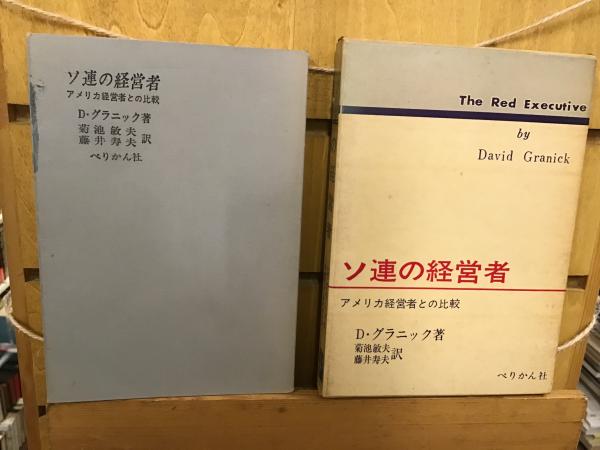 ソ連の経営者
アメリカ経営者との比較
D・グラニック著
菊池敏夫
藤井寿夫 訳
ぺりかん社
The Red Executive
by
David Granick
ソ連の経営者
アメリカ経営者との比較
D・グラニック著
菊池敏夫
藤井寿夫 訳
ぺりかん社